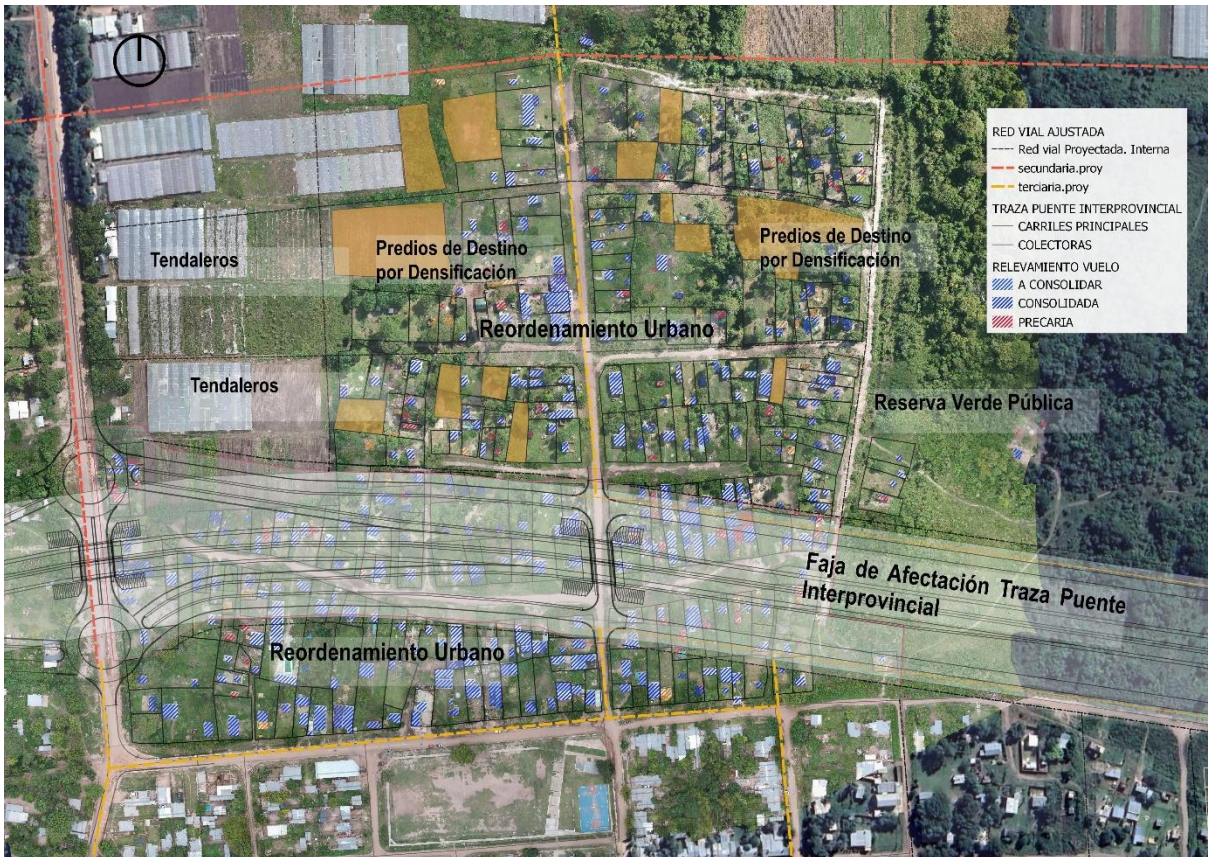 RED VIAL AJUSTADA
Red vial Proyectada. Interna
secundaria.proy
terciaria.proy
TRAZA PUENTE INTERPROVINCIAL
CARRILES PRINCIPALES
COLECTORAS
RELEVAMIENTO VUELO
A CONSOLIDAR
CONSOLIDADA
PRECARIA
Tendaleros
Predios de Destino
por Densificación
Predios de Destino
por Densificación
Reordenamiento Urbano
Tendaleros
Reserva Verde Pública
Faja de Afectación Traza Puente
Interprovincial
Reordenamiento Urbano